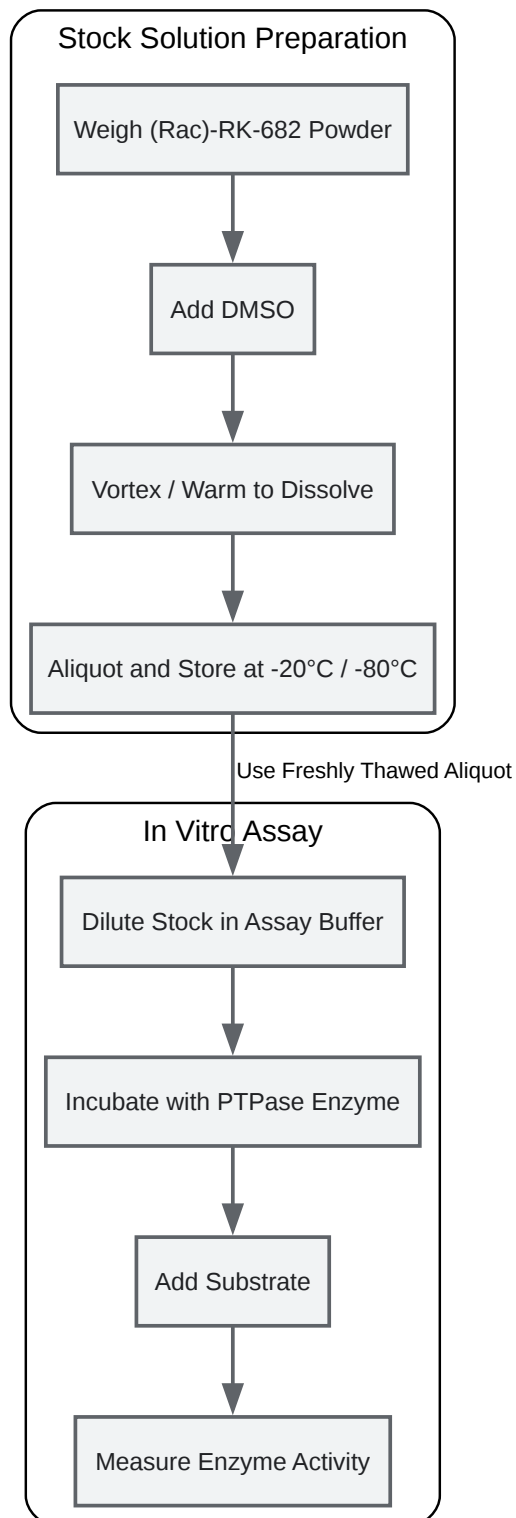 Stock Solution Preparation
Weigh (Rac)-RK-682 Powder
Add DMSO
Vortex / Warm to Dissolve
Aliquot and Store at -20°C / -80°C
Use Freshly Thawed Aliquot
In Vitro Assay
Dilute Stock in Assay Buffer
Incubate with PTPase Enzyme
Add Substrate
Measure Enzyme Activity